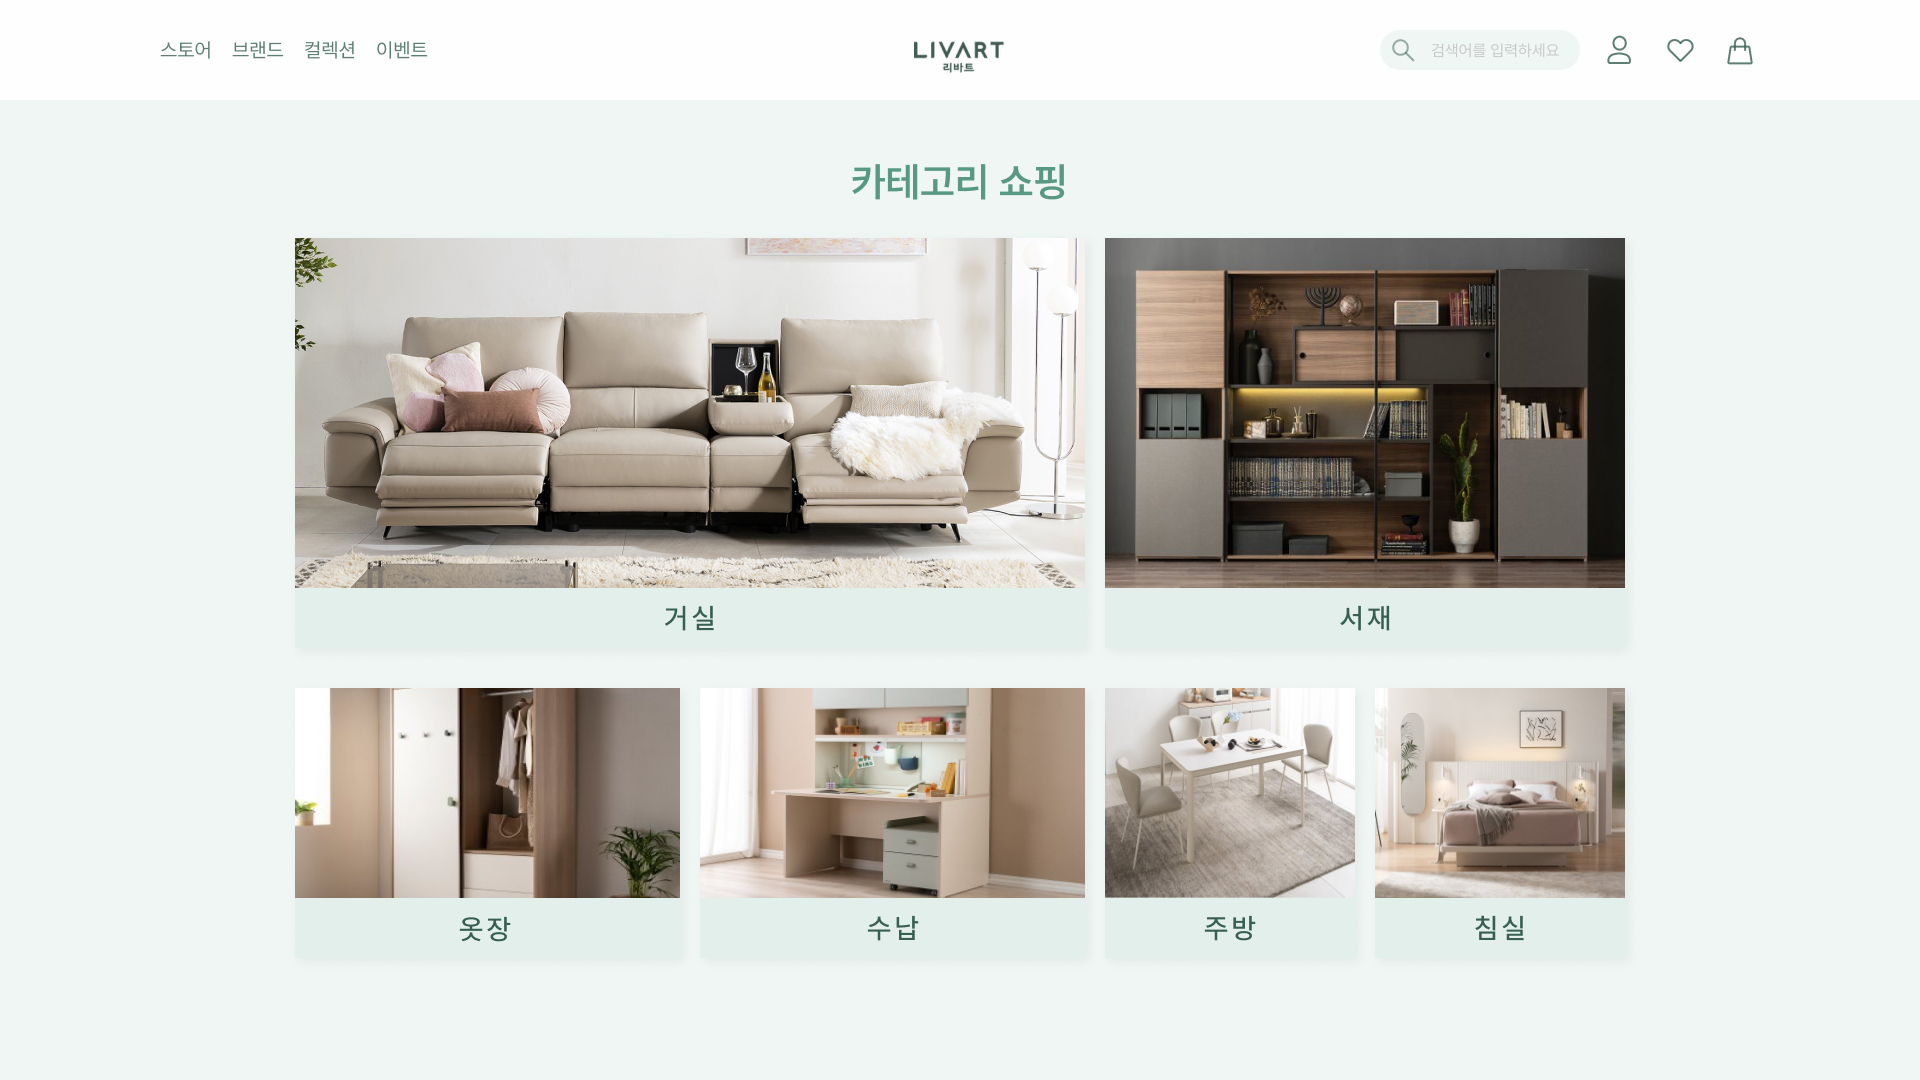 스토어 브랜드 컬렉션 이벤트
LIVART
리바트
검색어를 입력하세요
카테고리 쇼핑
거실
서재
옷장
수납
주방
침실